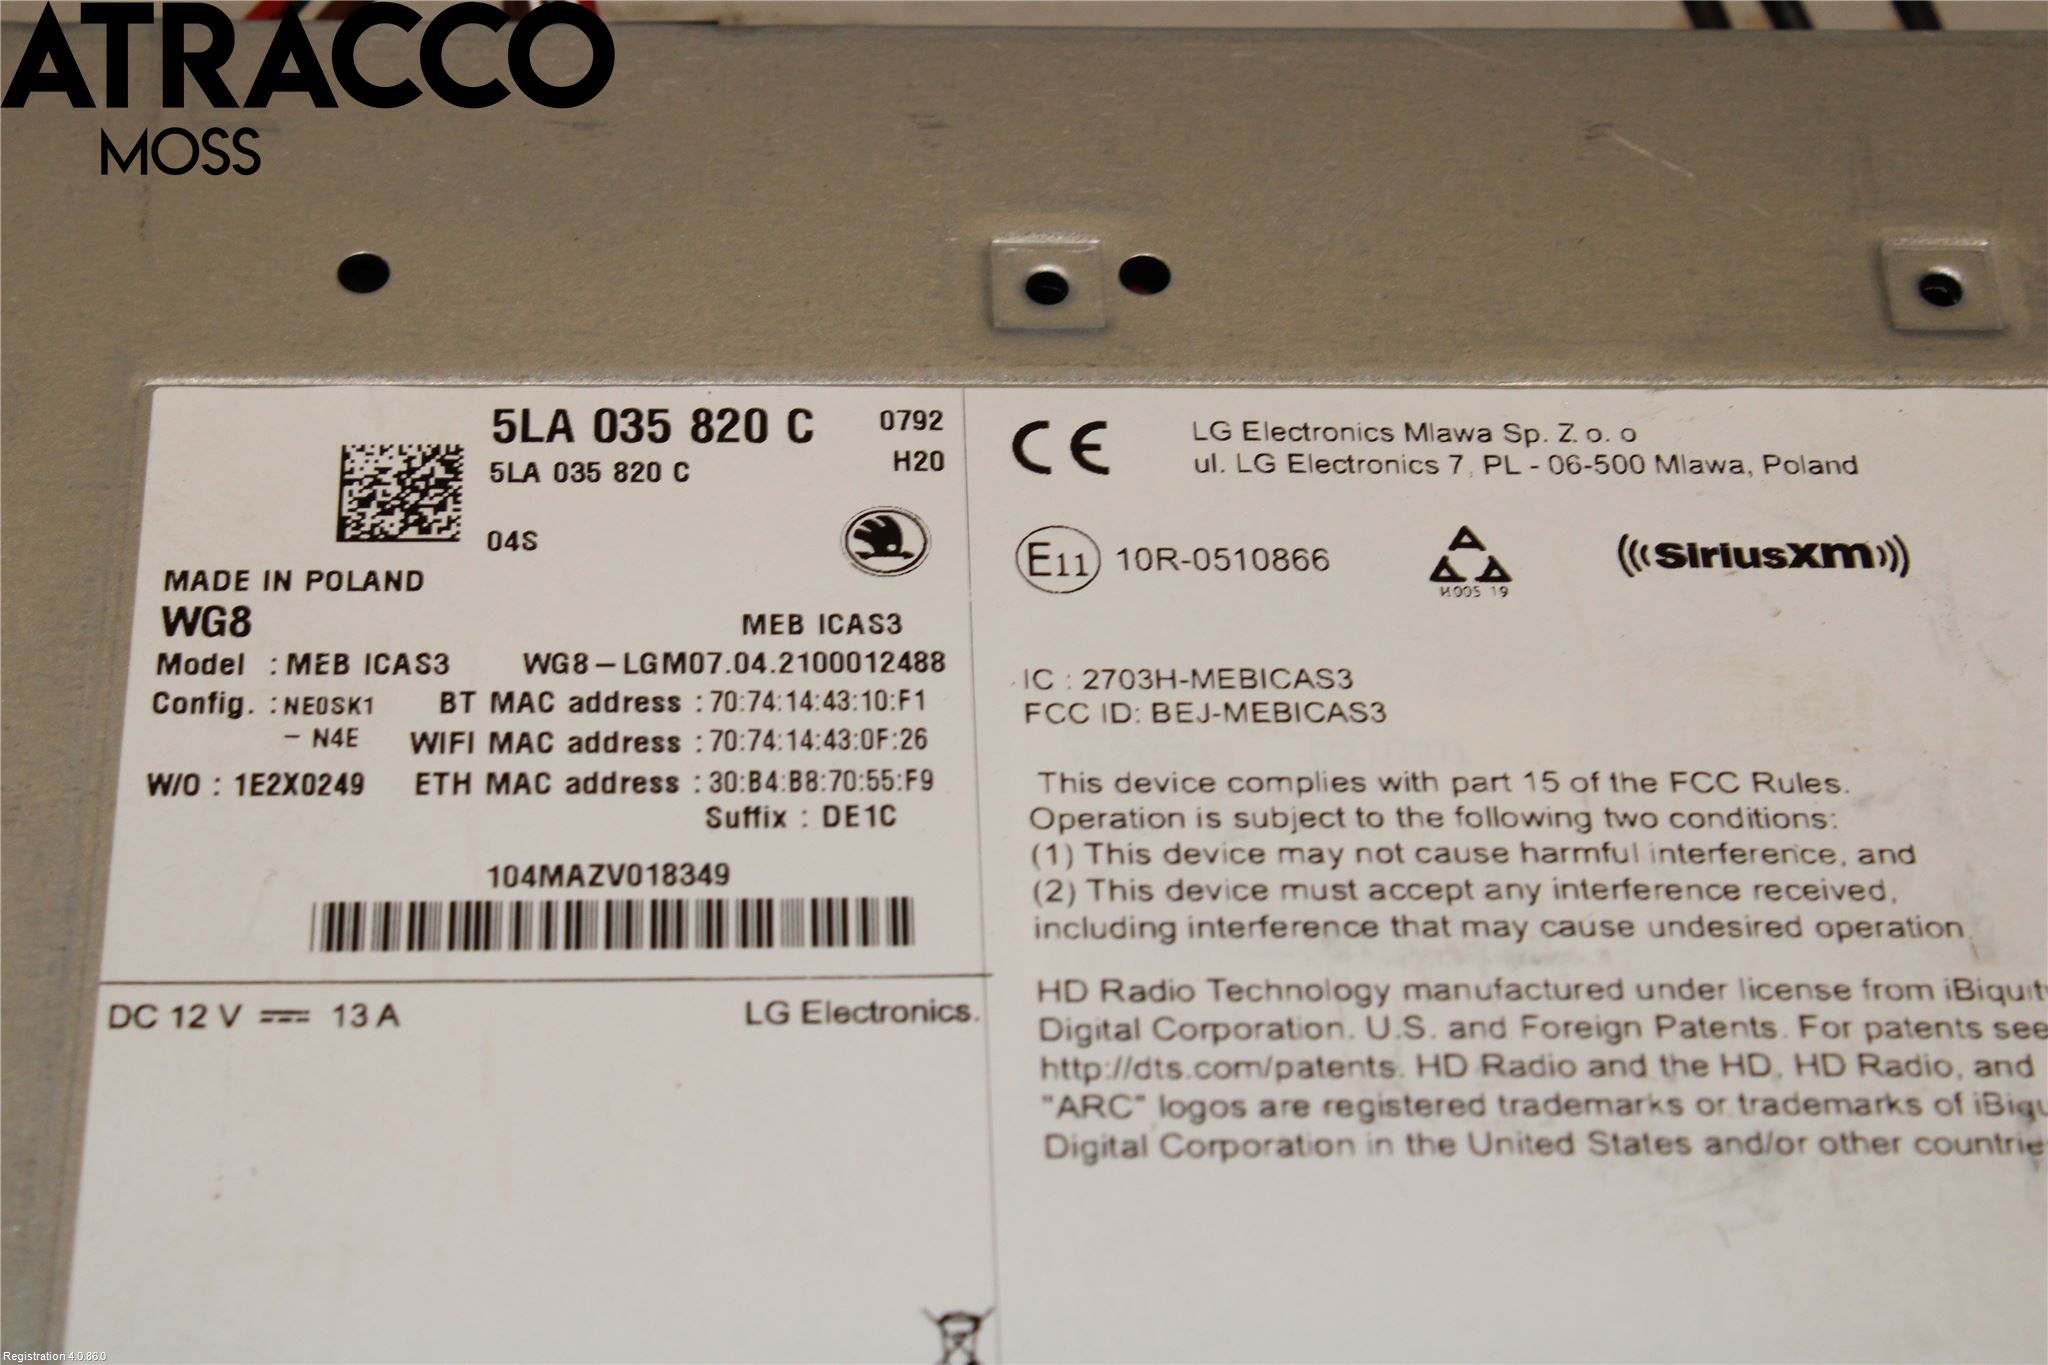 ATRACCO
MOSS
5LA 035 820 C 0792
5LA 035 820 C H20
04S
MADE IN POLAND
WG8 MEB ICAS3
Model : MEB ICAS3 WG8-LGM07.04.2100012488
Config. : NE0SK1 BT MAC address : 70:74:14:43:10:F1
- N4E WIFI MAC address : 70:74:14:43:0F:26
W/O : 1E2X0249 ETH MAC address : 30:B4:B8:70:55:F9
Suffix : DE1C
104MAZV018349
DC 12 V 13 A LG Electronics.
CE LG Electronics Mlawa Sp. Z o. o
ul. LG Electronics 7, PL - 06-500 Mlawa, Poland
E11 10R-0510866 SiriusXM
H005 19
IC : 2703H-MEBICAS3
FCC ID: BEJ-MEBICAS3
This device complies with part 15 of the FCC Rules.
Operation is subject to the following two conditions:
(1) This device may not cause harmful interference, and
(2) This device must accept any interference received,
including interference that may cause undesired operation.
HD Radio Technology manufactured under license from
Digital Corporation. U.S. and Foreign Patents. For patents see
http://dts.com/patents. HD Radio and the HD, HD Radio, and
"ARC" logos are registered trademarks or trademarks of
Digital Corporation in the United States and/or other
Registration 4.0.86.0